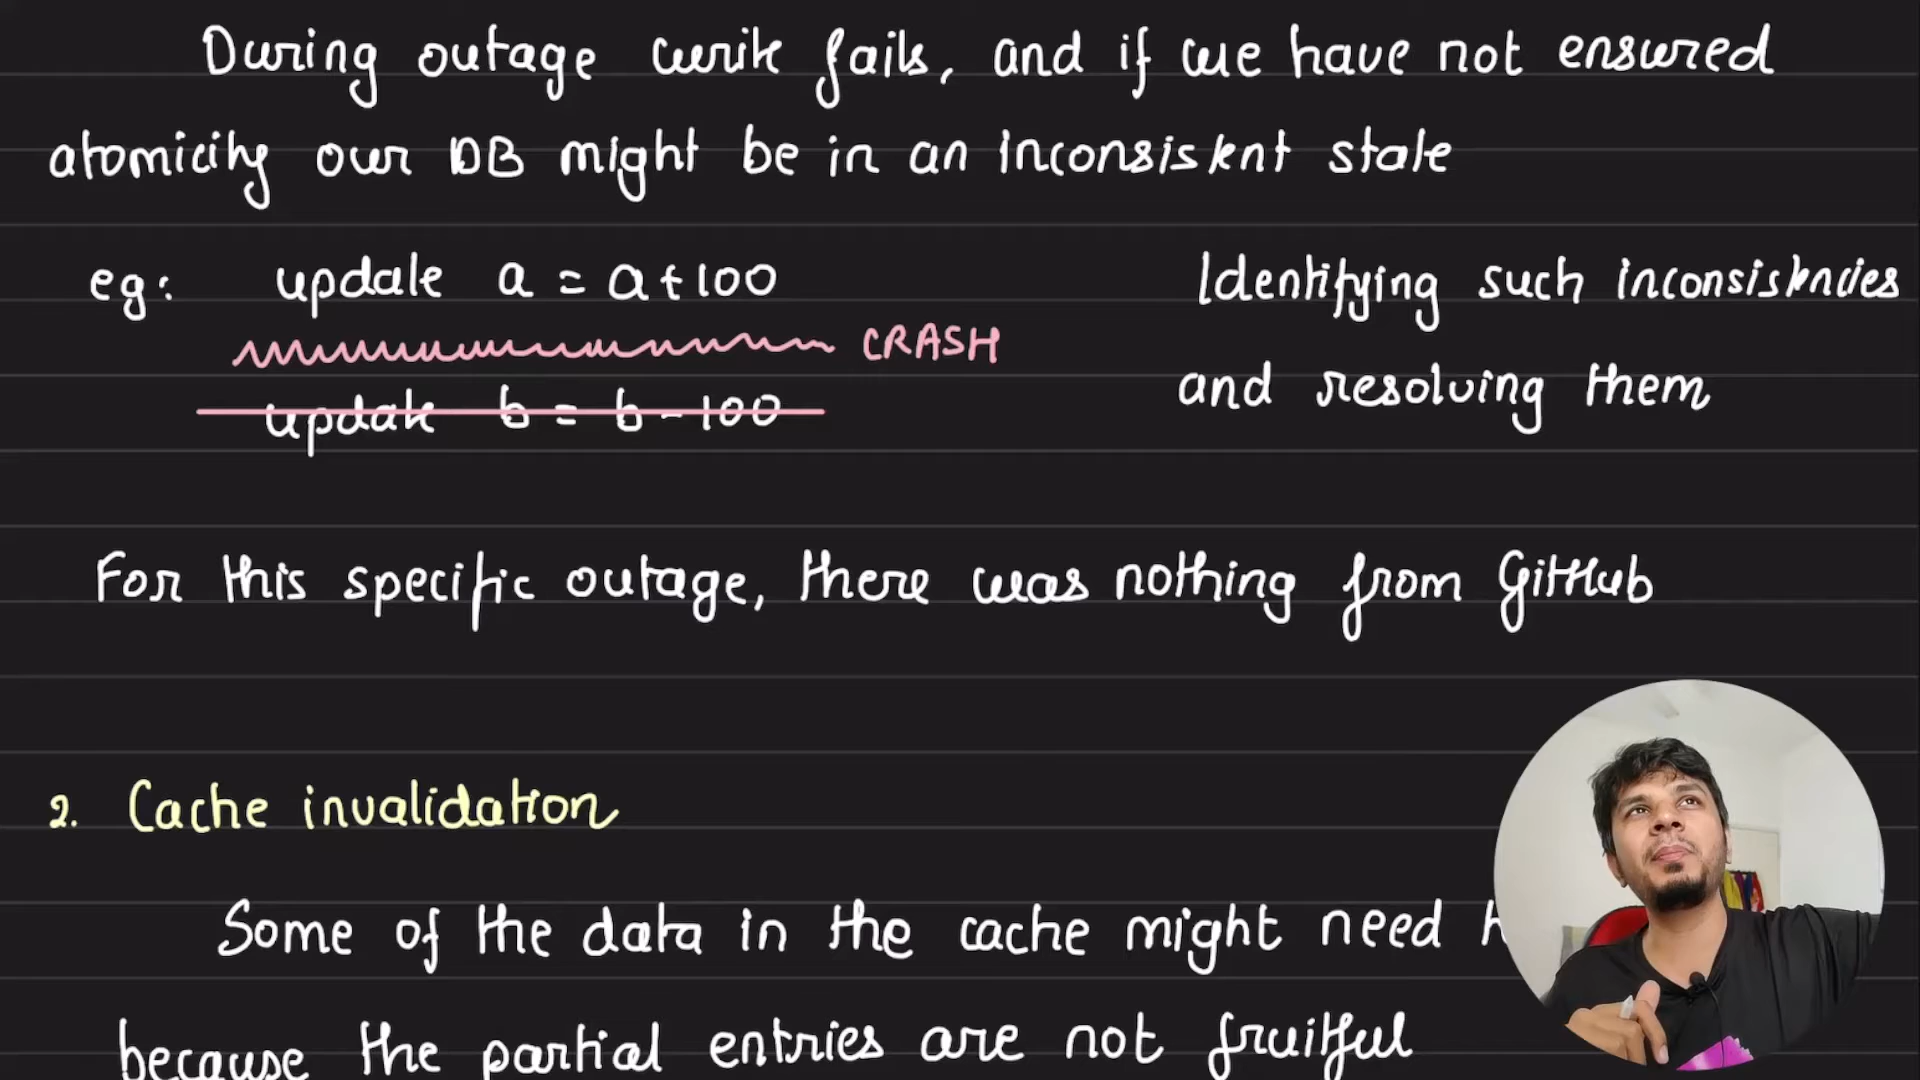 During outage write fails, and if we have not ensured
atomicity our DB might be in an inconsistent state
eg: update a = a + 100
CRASH
update b = b - 100
Identifying such inconsistencies
and resolving them
For this specific outage, there was nothing from GitHub
2. Cache invalidation
Some of the data in the cache might need
because the partial entries are not fruitful